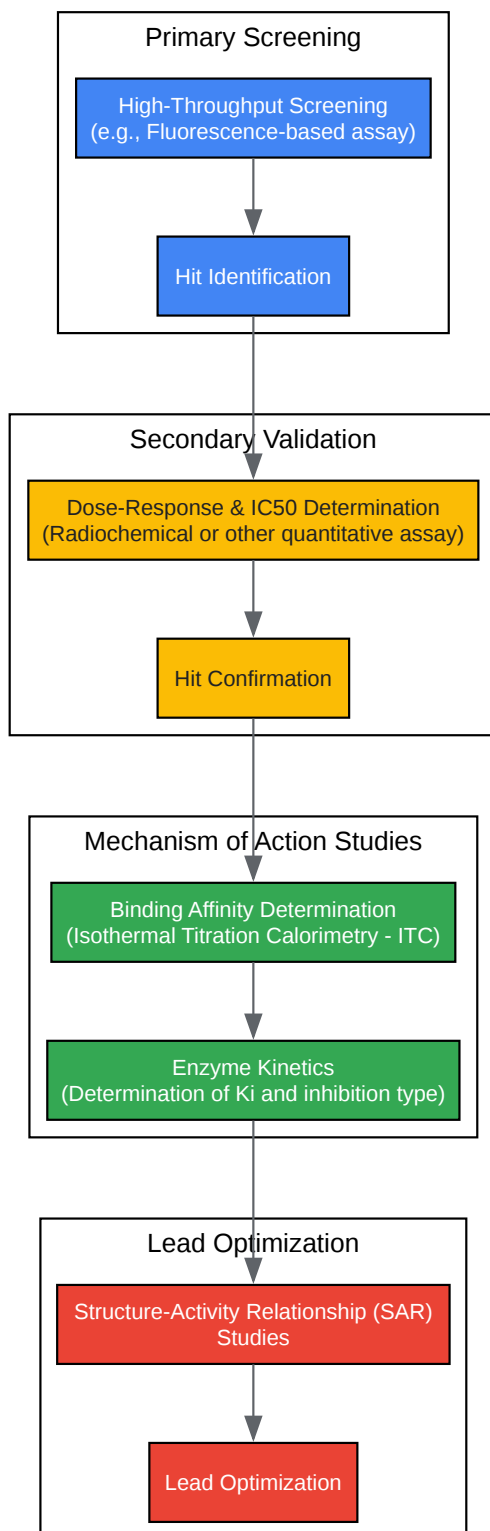 Primary Screening
High-Throughput Screening
(e.g., Fluorescence-based assay)
Hit Identification
Secondary Validation
Dose-Response & IC50 Determination
(Radiochemical or other quantitative assay)
Hit Confirmation
Mechanism of Action Studies
Binding Affinity Determination
(Isothermal Titration Calorimetry - ITC)
Enzyme Kinetics
(Determination of Ki and inhibition type)
Lead Optimization
Structure-Activity Relationship (SAR)
Studies
Lead Optimization